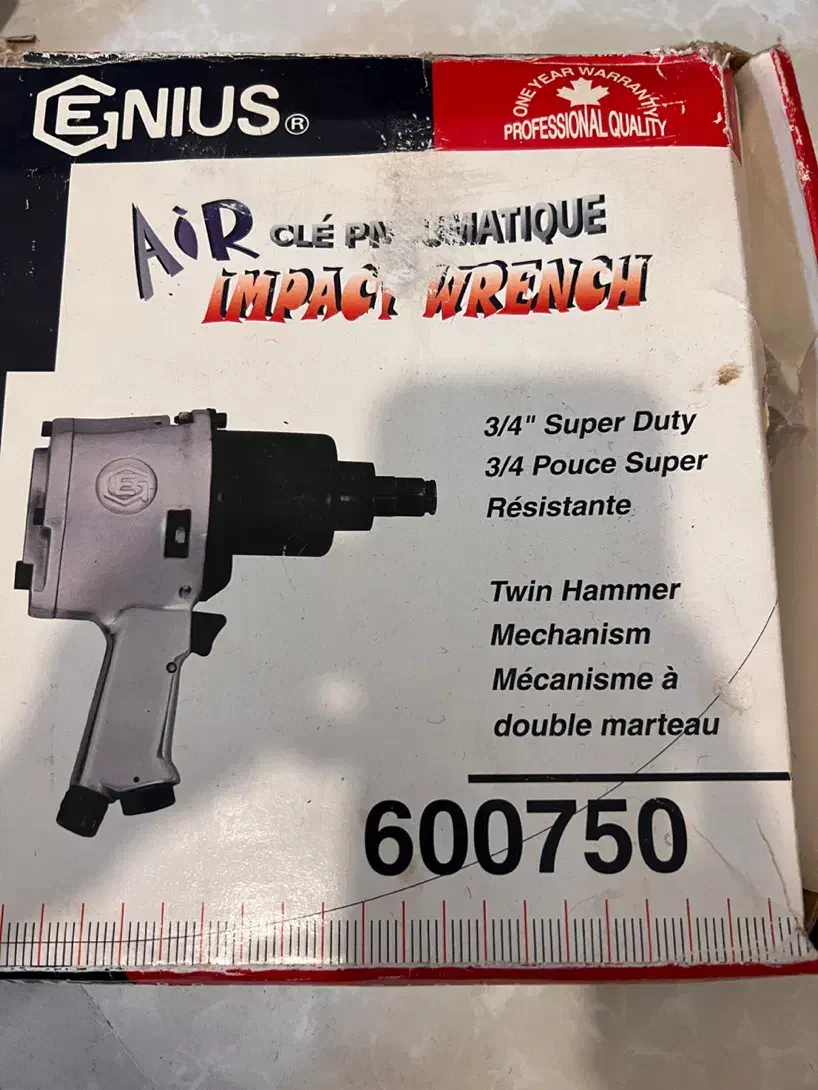 GENIUS®
ONE YEAR WARRANTY
PROFESSIONAL QUALITY
AiR CLÉ
IMPACT WRENCH
3/4" Super Duty
3/4 Pouce Super
Résistante
Twin Hammer
Mechanism
Mécanisme à
double marteau
600750